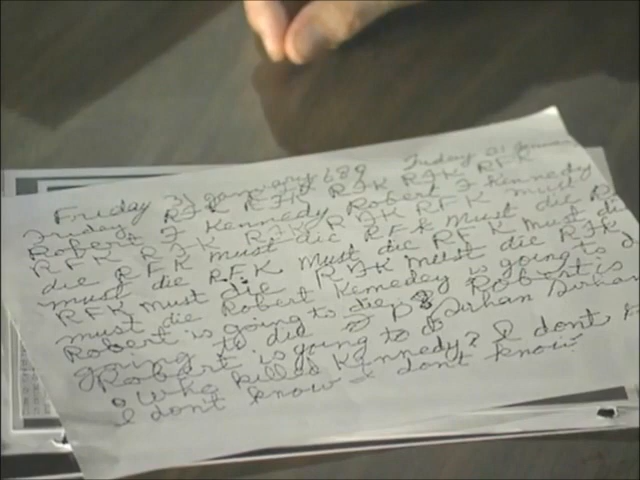 Friday 31 January 689 Friday 31 January
Friday RFK RFK RFK RFK RFK
Robert F Kennedy Robert F Kennedy
RFK RFK RFK RFK RFK must
die RFK must die RFK must die
must die RFK must die RFK must die
RFK must die RFK must die RFK
must die Robert Kemedey is going to
Robert is going to die Robert is
going to die
Robert is going to Sirhan Sirhan
Who killed Kennedy? I dont
I dont know I dont know